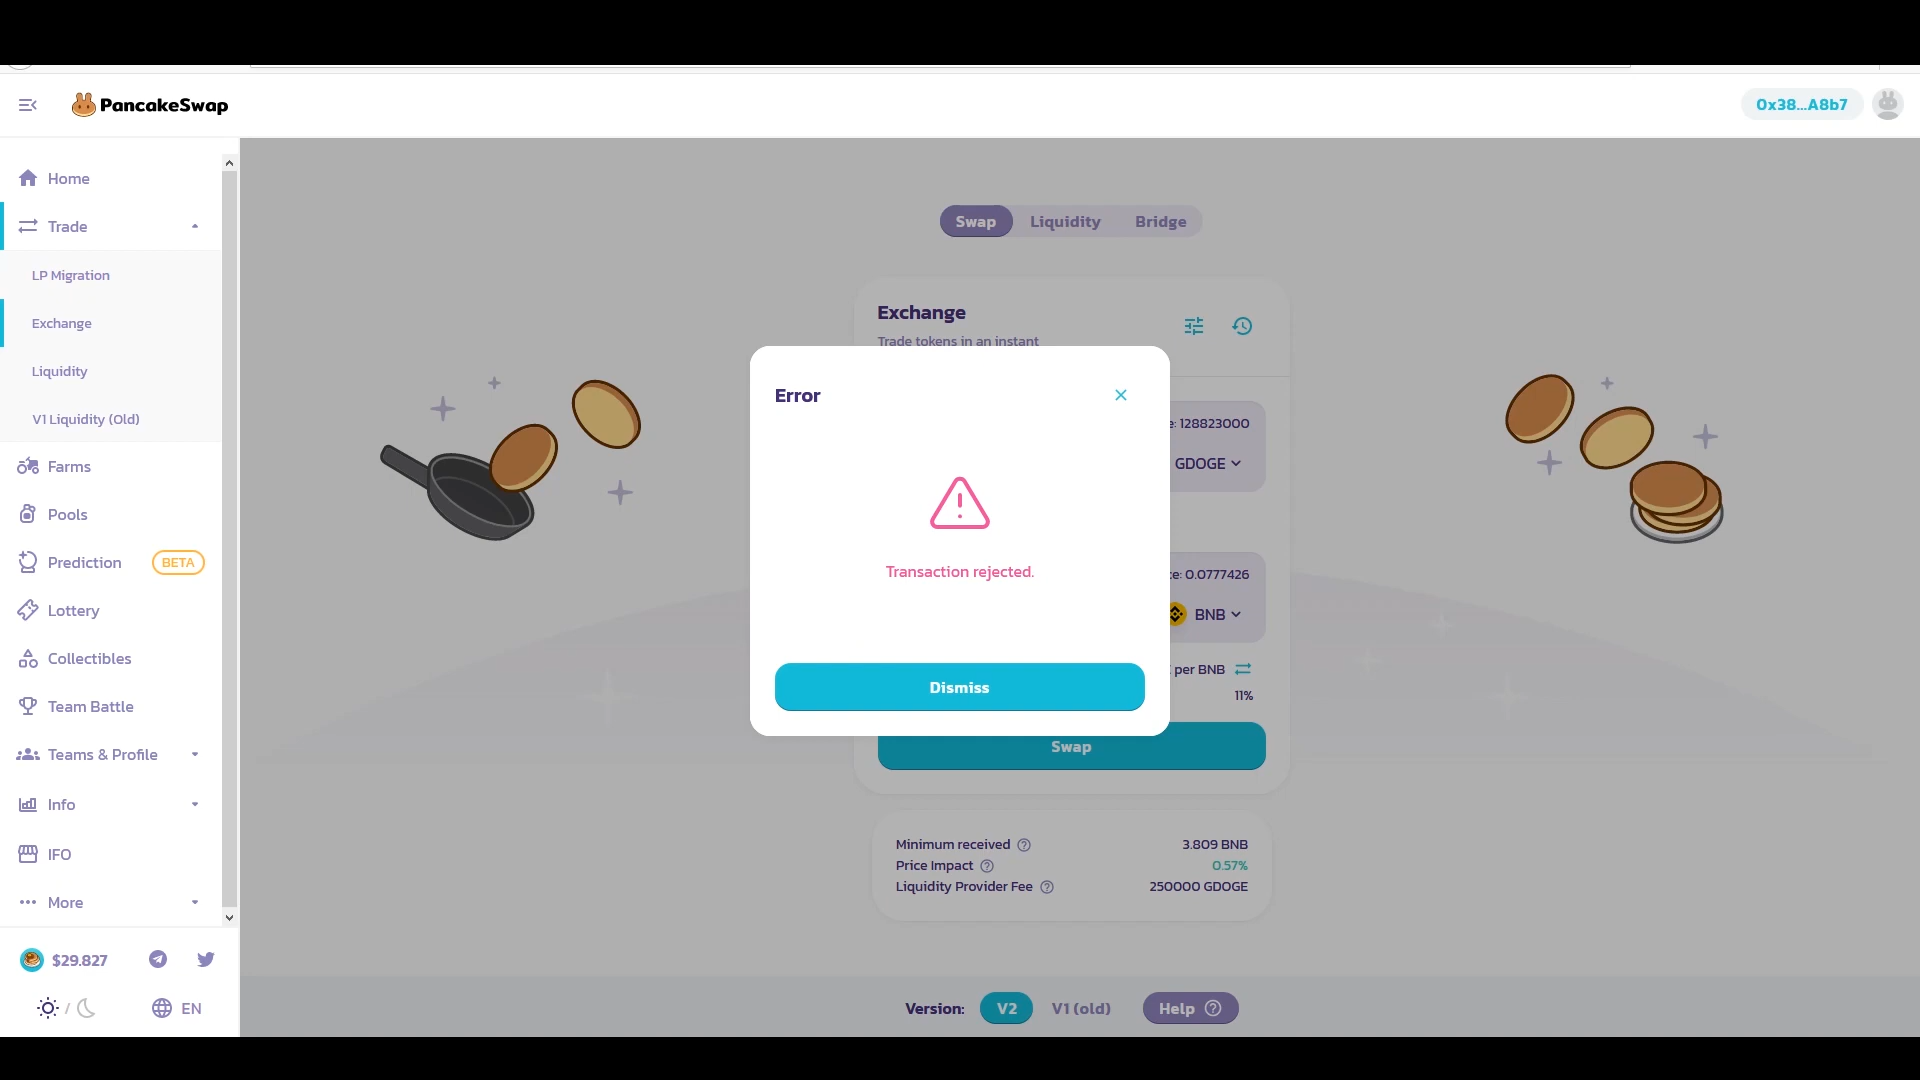 PancakeSwap
0x38...A8b7
Home
Trade
LP Migration
Exchange
Liquidity
V1 Liquidity (Old)
Farms
Pools
Prediction BETA
Lottery
Collectibles
Team Battle
Teams & Profile
Info
IFO
More
$29.827
/
EN
Swap Liquidity Bridge
Exchange
Trade tokens in an instant
: 128823000
GDOGE
: 0.0777426
BNB
per BNB
11%
Swap
Error
Transaction rejected.
Dismiss
Minimum received 3.809 BNB
Price Impact 0.57%
Liquidity Provider Fee 250000 GDOGE
Version: V2 V1 (old) Help